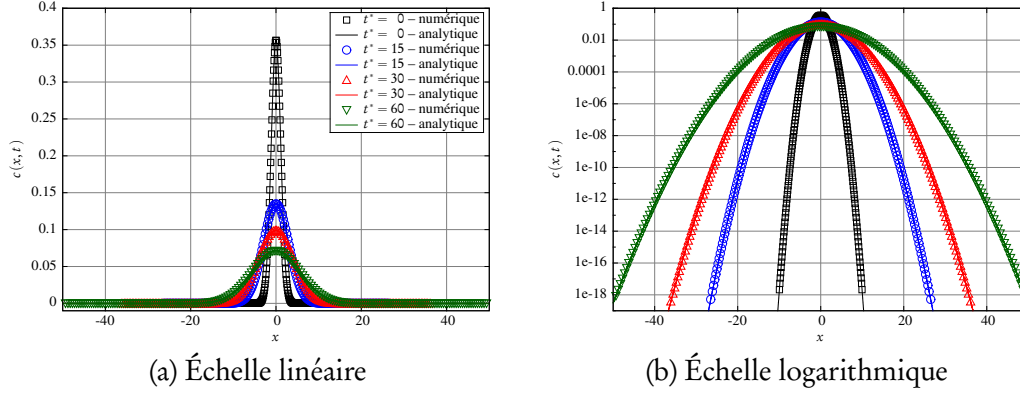 0.4
0.35
0.3
0.25
0.2
0.15
0.1
0.05
0
c (x, t)
-40 -20 0 20 40
x
t* = 0 – numérique
t* = 0 – analytique
t* = 15 – numérique
t* = 15 – analytique
t* = 30 – numérique
t* = 30 – analytique
t* = 60 – numérique
t* = 60 – analytique
(a) Échelle linéaire
1
0.01
0.0001
1e-06
1e-08
1e-10
1e-12
1e-14
1e-16
1e-18
c (x, t)
-40 -20 0 20 40
x
(b) Échelle logarithmique